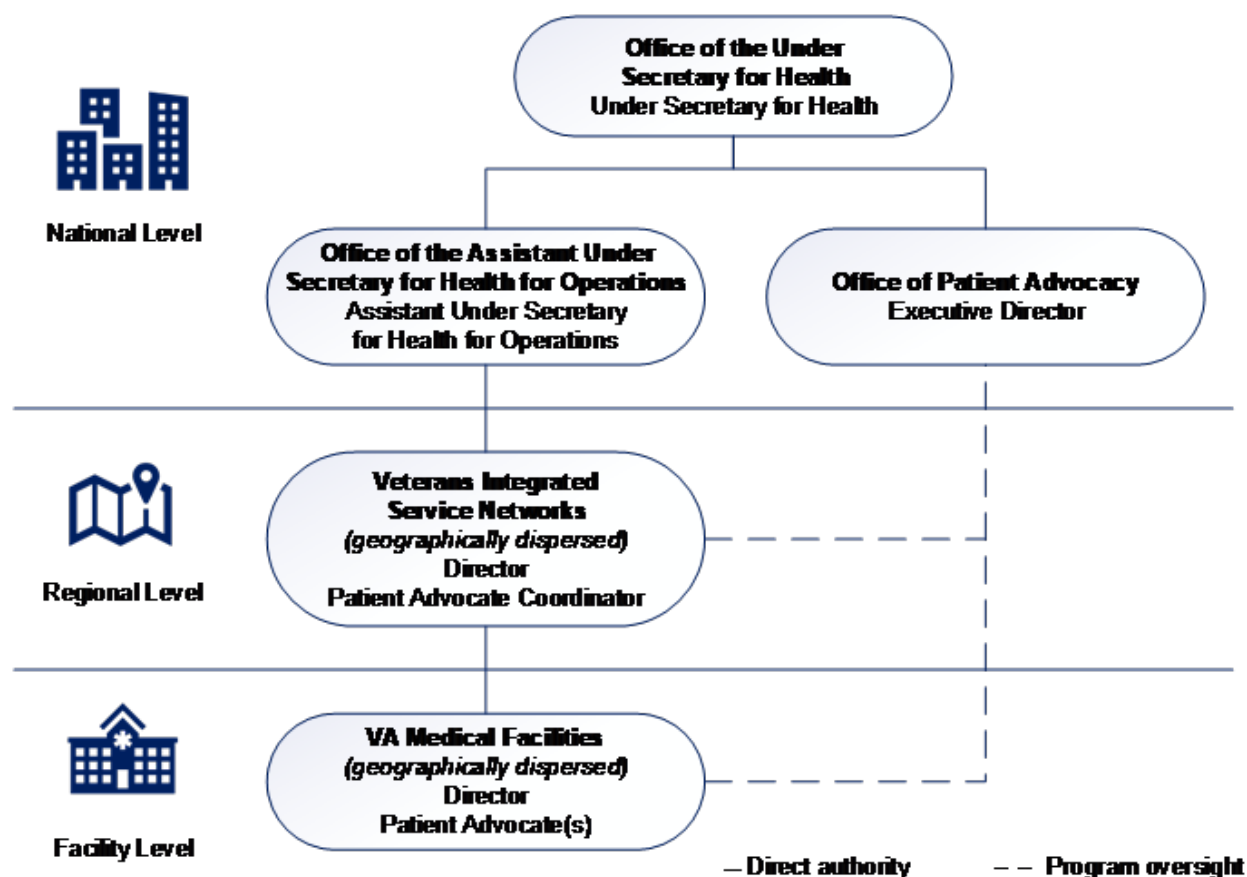 Office of the Under
Secretary for Health
Under Secretary for Health
National Level
Office of the Assistant Under
Secretary for Health for Operations
Assistant Under Secretary
for Health for Operations
Office of Patient Advocacy
Executive Director
Veterans Integrated
Service Networks
(geographically dispersed)
Director
Patient Advocate Coordinator
Regional Level
VA Medical Facilities
(geographically dispersed)
Director
Patient Advocate(s)
Facility Level
— Direct authority
– – Program oversight